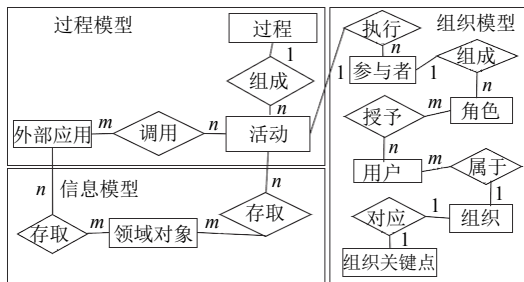 过程模型
过程
1
组成
n
外部应用
m
调用
n
活动
n
信息模型
n
存取
m
领域对象
m
存取
组织模型
执行
1
n
参与者
1
组成
n
角色
m
授予
n
用户
m
属于
1
组织
1
对应
1
组织关键点